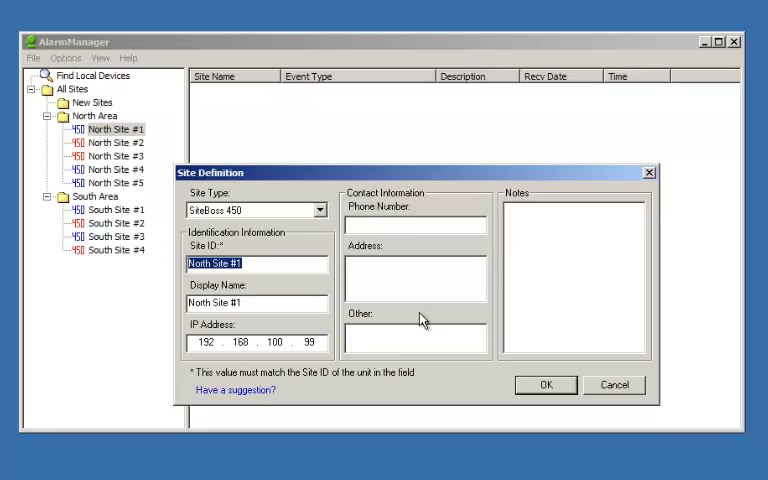 AlarmManager
File Options View Help
Find Local Devices
All Sites
New Sites
North Area
450 North Site #1
450 North Site #2
450 North Site #3
450 North Site #4
450 North Site #5
South Area
450 South Site #1
450 South Site #2
450 South Site #3
450 South Site #4
Site Name Event Type Description Recv Date Time
Site Definition
Site Type:
SiteBoss 450
Identification Information
Site ID:*
North Site #1
Display Name:
North Site #1
IP Address:
192 . 168 . 100 . 99
Contact Information
Phone Number:
Address:
Other:
Notes
* This value must match the Site ID of the unit in the field
Have a suggestion?
OK Cancel